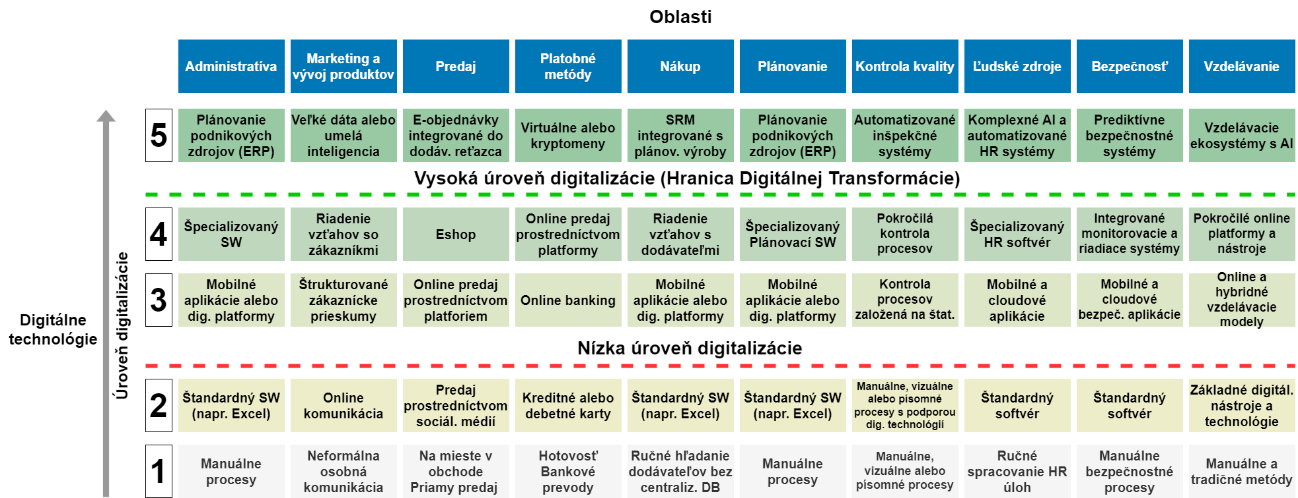 Oblasti
Administratíva
Marketing a
vývoj produktov
Predaj
Platobné
metódy
Nákup
Plánovanie
Kontrola kvality
Ľudské zdroje
Bezpečnosť
Vzdelávanie
Digitálne
technológie
Úroveň digitalizácie
5
Plánovanie
podnikových
zdrojov (ERP)
Veľké dáta alebo
umelá
inteligencia
E-objednávky
integrované do
dodáv. reťazca
Virtuálne alebo
kryptomeny
SRM
integrované s
plánov. výroby
Plánovanie
podnikových
zdrojov (ERP)
Automatizované
inšpekčné
systémy
Komplexné AI a
automatizované
HR systémy
Prediktívne
bezpečnostné
systémy
Vzdelávacie
ekosystémy s AI
Vysoká úroveň digitalizácie (Hranica Digitálnej Transformácie)
4
Špecializovaný
SW
Riadenie
vzťahov so
zákazníkmi
Eshop
Online predaj
prostredníctvom
platformy
Riadenie
vzťahov s
dodávateľmi
Špecializovaný
Plánovací SW
Pokročilá
kontrola
procesov
Špecializovaný
HR softvér
Integrované
monitorovacie a
riadiace systémy
Pokročilé online
platformy a
nástroje
3
Mobilné
aplikácie alebo
dig. platformy
Štrukturované
zákaznícke
prieskumy
Online predaj
prostredníctvom
platforiem
Online banking
Mobilné
aplikácie alebo
dig. platformy
Mobilné
aplikácie alebo
dig. platformy
Kontrola
procesov
založená na štat.
Mobilné a
cloudové
aplikácie
Mobilné a
cloudové
bezpeč. aplikácie
Online a
hybridné
vzdelávacie
modely
Nízka úroveň digitalizácie
2
Štandardný SW
(napr. Excel)
Online
komunikácia
Predaj
prostredníctvom
sociál. médií
Kreditné alebo
debetné karty
Štandardný SW
(napr. Excel)
Štandardný SW
(napr. Excel)
Manuálne, vizuálne
alebo písomné
procesy s podporou
dig. technológií
Štandardný
softvér
Štandardný
softvér
Základné digitál.
nástroje a
technológie
1
Manuálne
procesy
Neformálna
osobná
komunikácia
Na mieste v
obchode
Priamy predaj
Hotovosť
Bankové
prevody
Ručné hľadanie
dodávateľov bez
centraliz. DB
Manuálne
procesy
Manuálne,
vizuálne alebo
písomné procesy
Ručné
spracovanie HR
úloh
Manuálne
bezpečnostné
procesy
Manuálne a
tradičné metódy